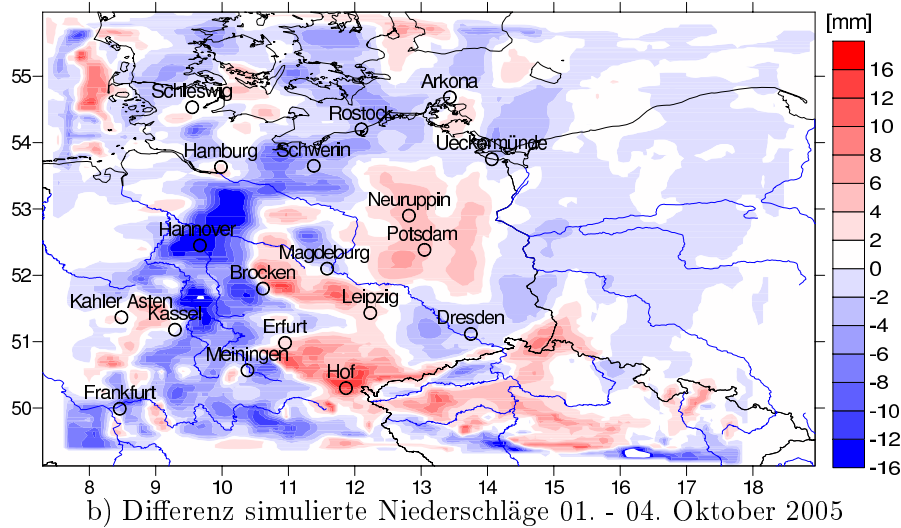 [mm]
55
54
53
52
51
50
Schleswig
Arkona
Rostock
Hamburg
Schwerin
Ueckermünde
Neuruppin
Hannover
Potsdam
Magdeburg
Brocken
Kahler Asten
Leipzig
Kassel
Erfurt
Dresden
Meiningen
Hof
Frankfurt
16
12
10
8
6
4
2
0
-2
-4
-6
-8
-10
-12
-16
8 9 10 11 12 13 14 15 16 17 18
b) Differenz simulierte Niederschläge 01. - 04. Oktober 2005